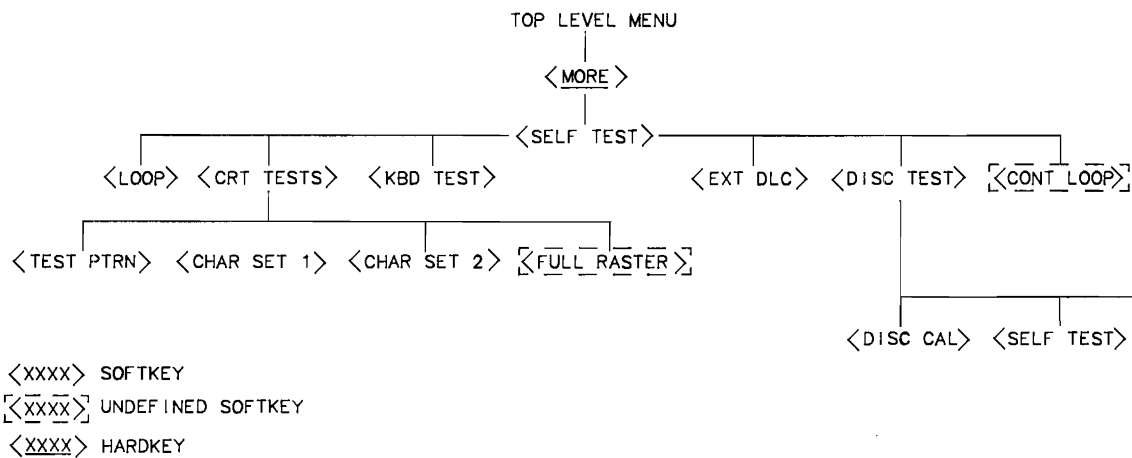 TOP LEVEL MENU
<MORE>
<SELF TEST>
<LOOP> <CRT TESTS> <KBD TEST> <EXT DLC> <DISC TEST> [<CONT LOOP>]
<TEST PTRN> <CHAR SET 1> <CHAR SET 2> [<FULL RASTER>]
<DISC CAL> <SELF TEST>
<XXXX> SOFTKEY
[<XXXX>] UNDEFINED SOFTKEY
<XXXX> HARDKEY